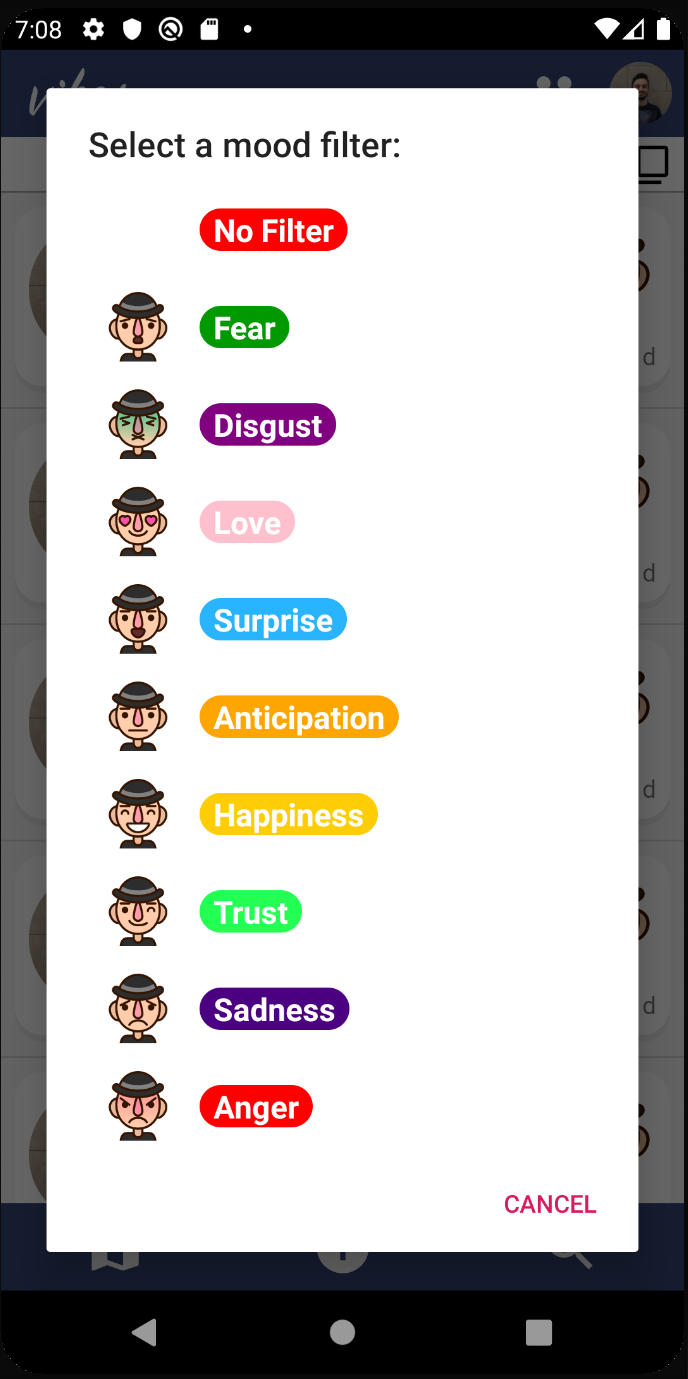 7:08
Select a mood filter:
No Filter
Fear
Disgust
Love
Surprise
Anticipation
Happiness
Trust
Sadness
Anger
CANCEL
d
d
d
d